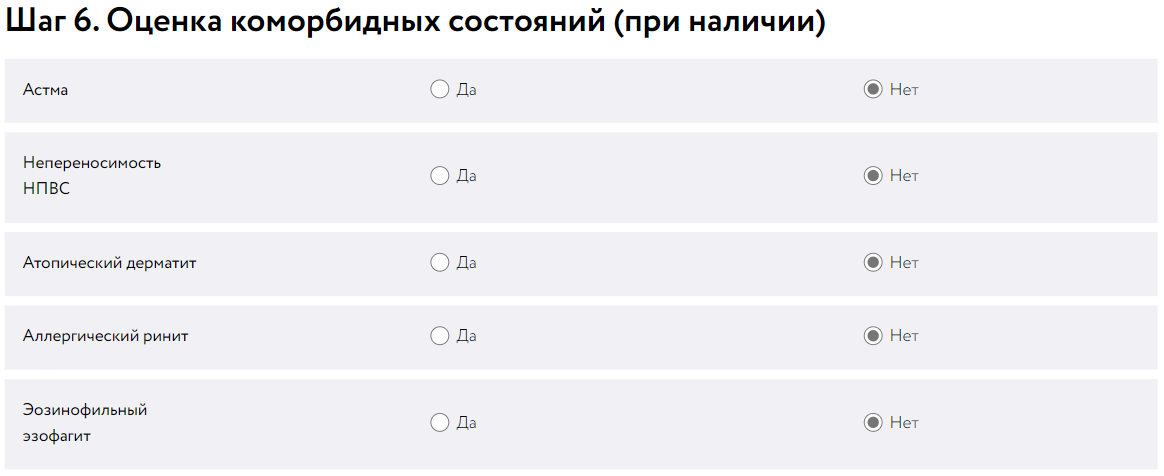 Шаг 6. Оценка коморбидных состояний (при наличии)
Астма Да Нет
Непереносимость
НПВС Да Нет
Атопический дерматит Да Нет
Аллергический ринит Да Нет
Эозинофильный
эзофагит Да Нет